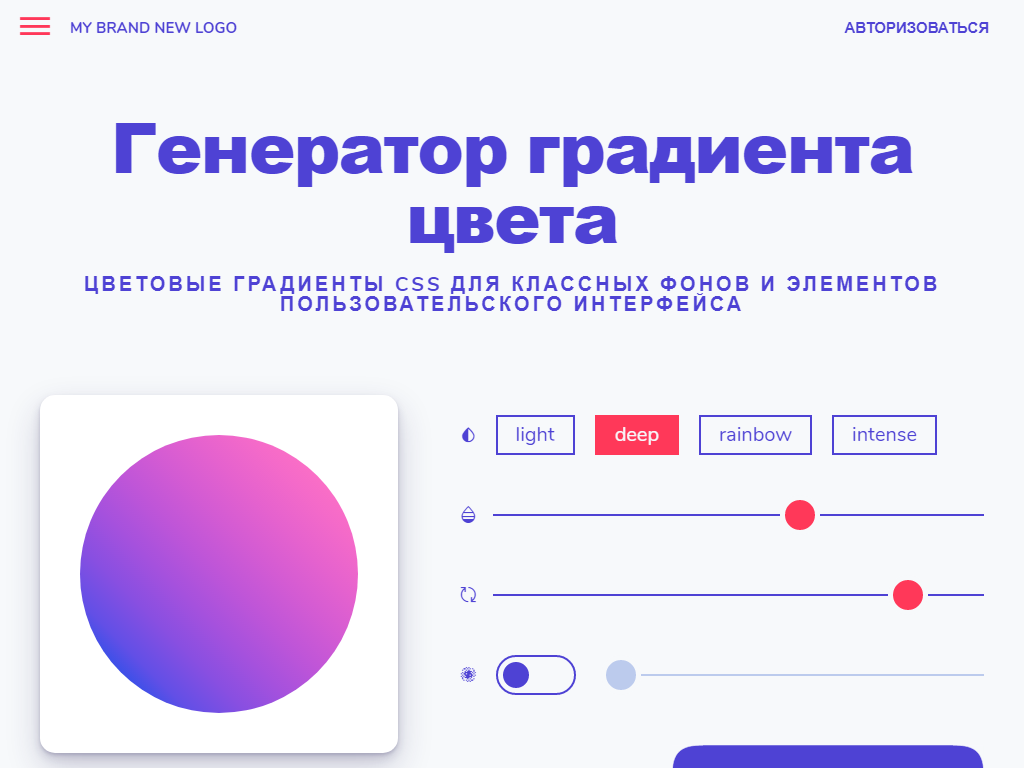 MY BRAND NEW LOGO
АВТОРИЗОВАТЬСЯ
Генератор градиента
цвета
ЦВЕТОВЫЕ ГРАДИЕНТЫ CSS ДЛЯ КЛАССНЫХ ФОНОВ И ЭЛЕМЕНТОВ
ПОЛЬЗОВАТЕЛЬСКОГО ИНТЕРФЕЙСА
light
deep
rainbow
intense